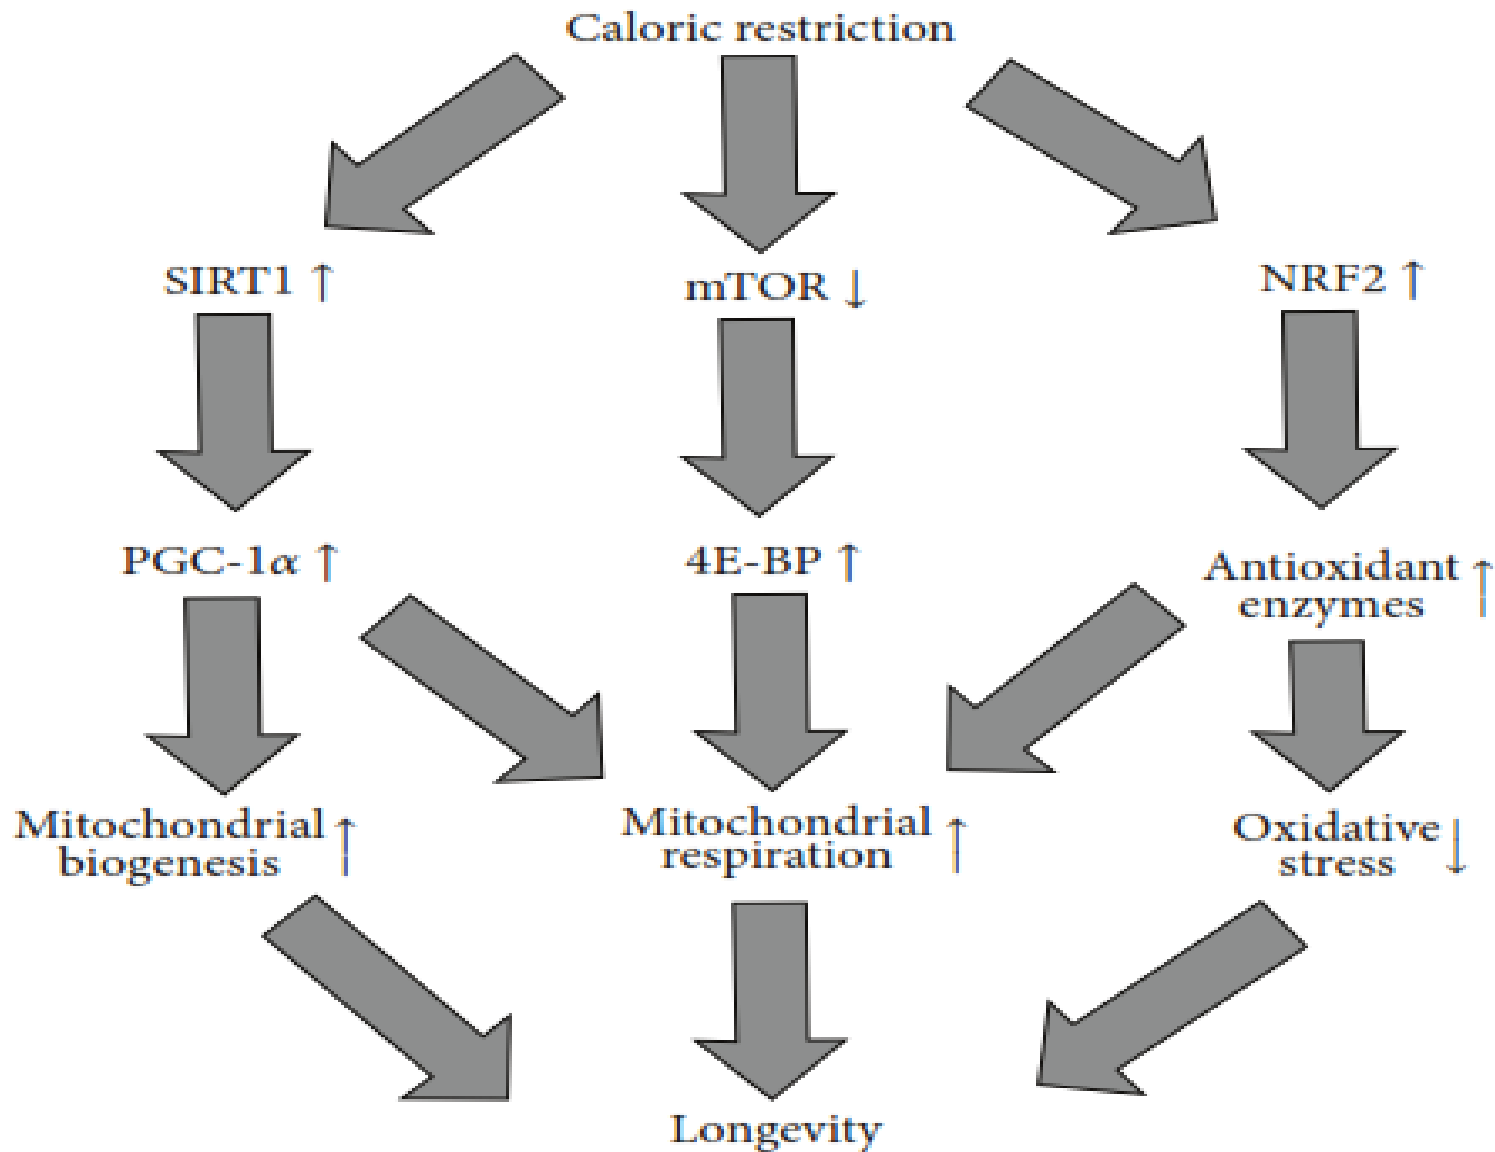 Caloric restriction
SIRT1 ↑
mTOR ↓
NRF2 ↑
PGC-1α ↑
4E-BP ↑
Antioxidant ↑
enzymes
Mitochondrial ↑
biogenesis
Mitochondrial ↑
respiration
Oxidative ↓
stress
Longevity